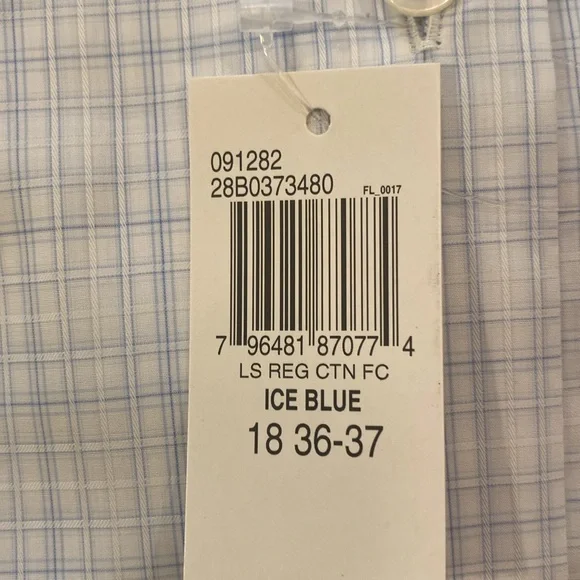 091282
28B0373480 FL_0017
7 96481 87077 4
LS REG CTN FC
ICE BLUE
18 36-37